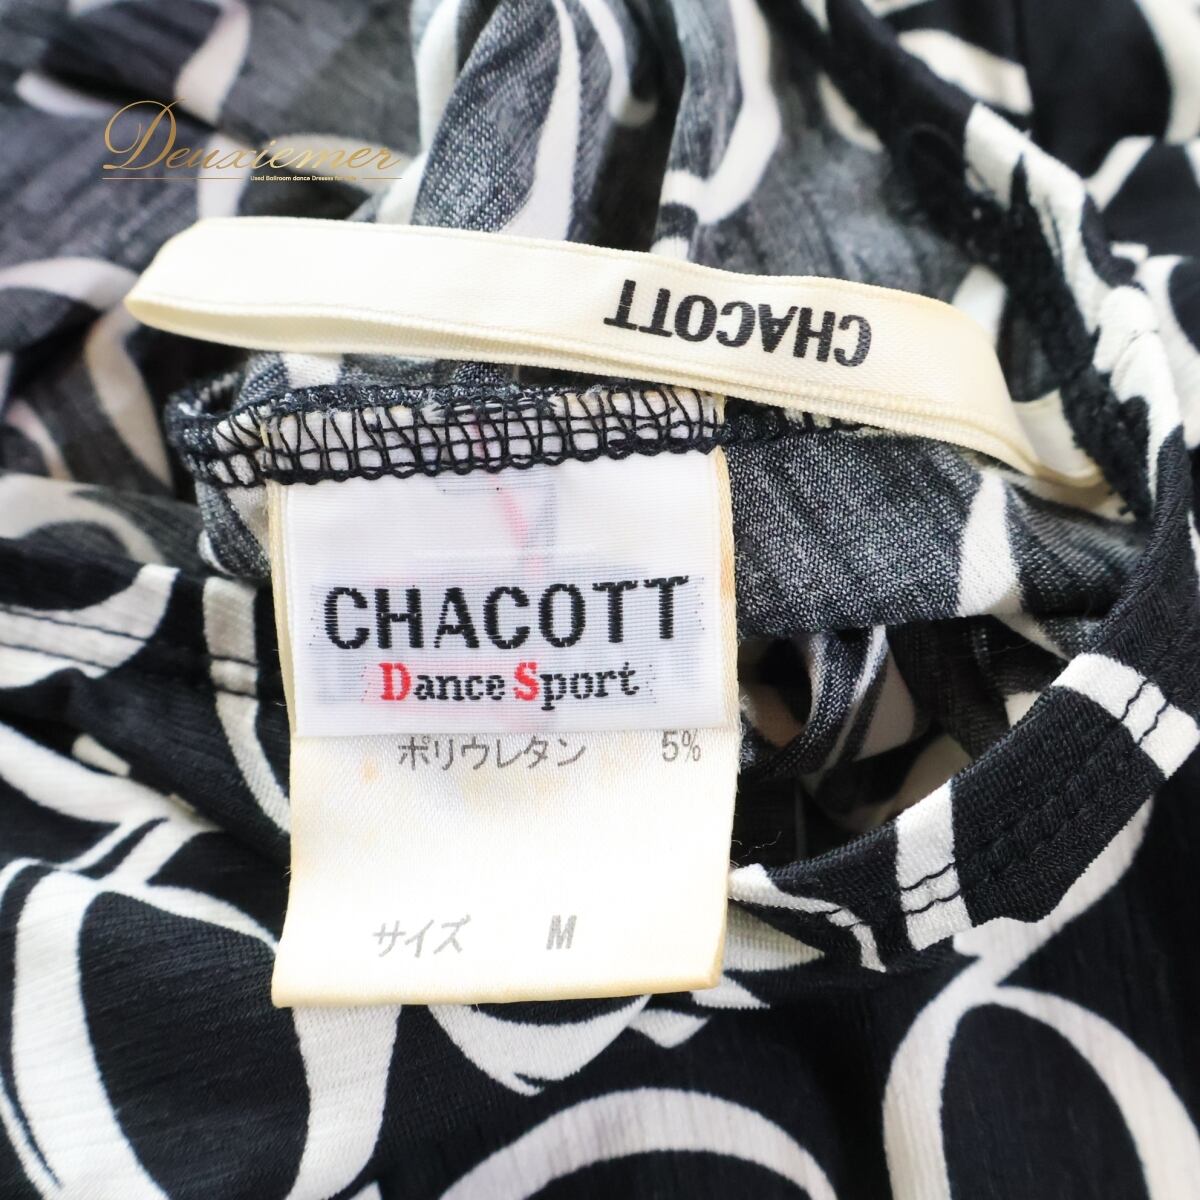 Deuxiemer
Used Ballroom dance Dresses for sale
CHACOTT
CHACOTT
Dance Sport
ポリウレタン 5%
サイズ M